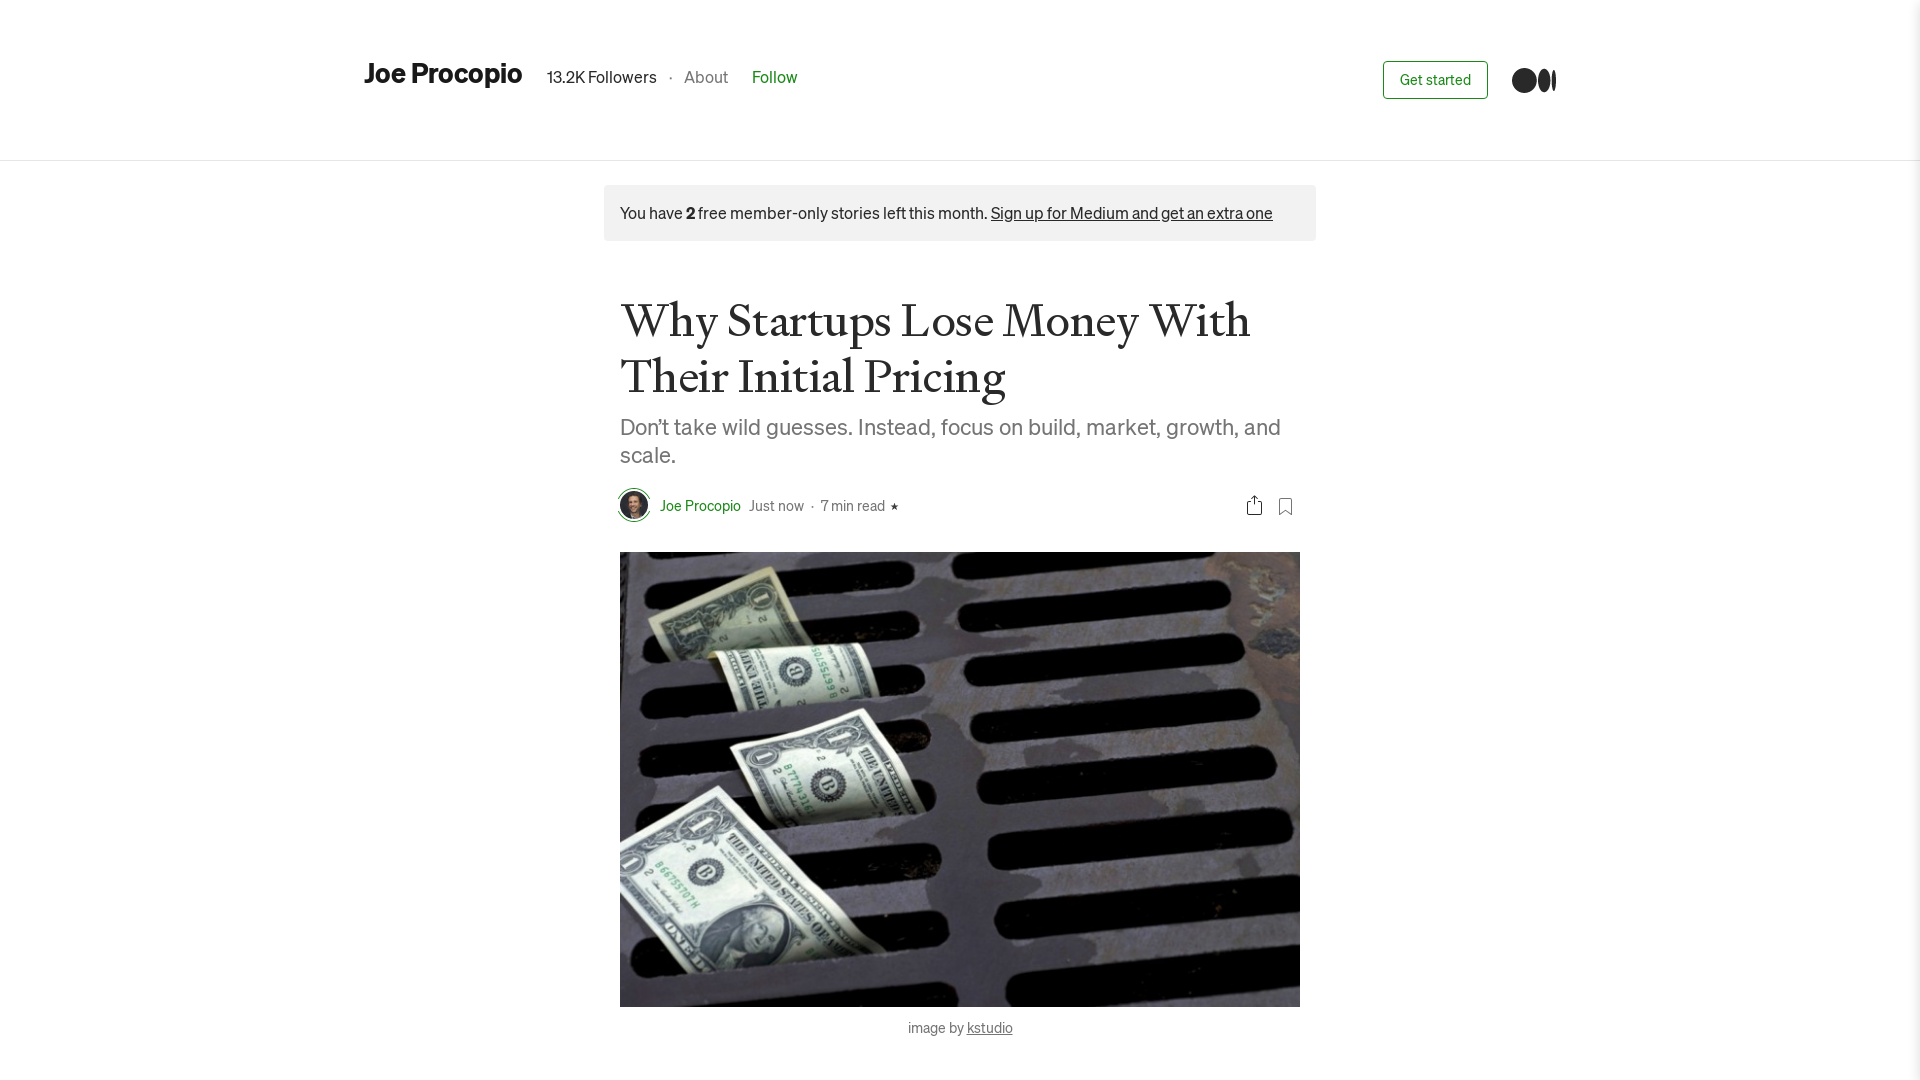 Joe Procopio
13.2K Followers · About Follow
Get started
You have 2 free member-only stories left this month. Sign up for Medium and get an extra one
Why Startups Lose Money With
Their Initial Pricing
Don’t take wild guesses. Instead, focus on build, market, growth, and
scale.
Joe Procopio Just now · 7 min read ★
image by kstudio